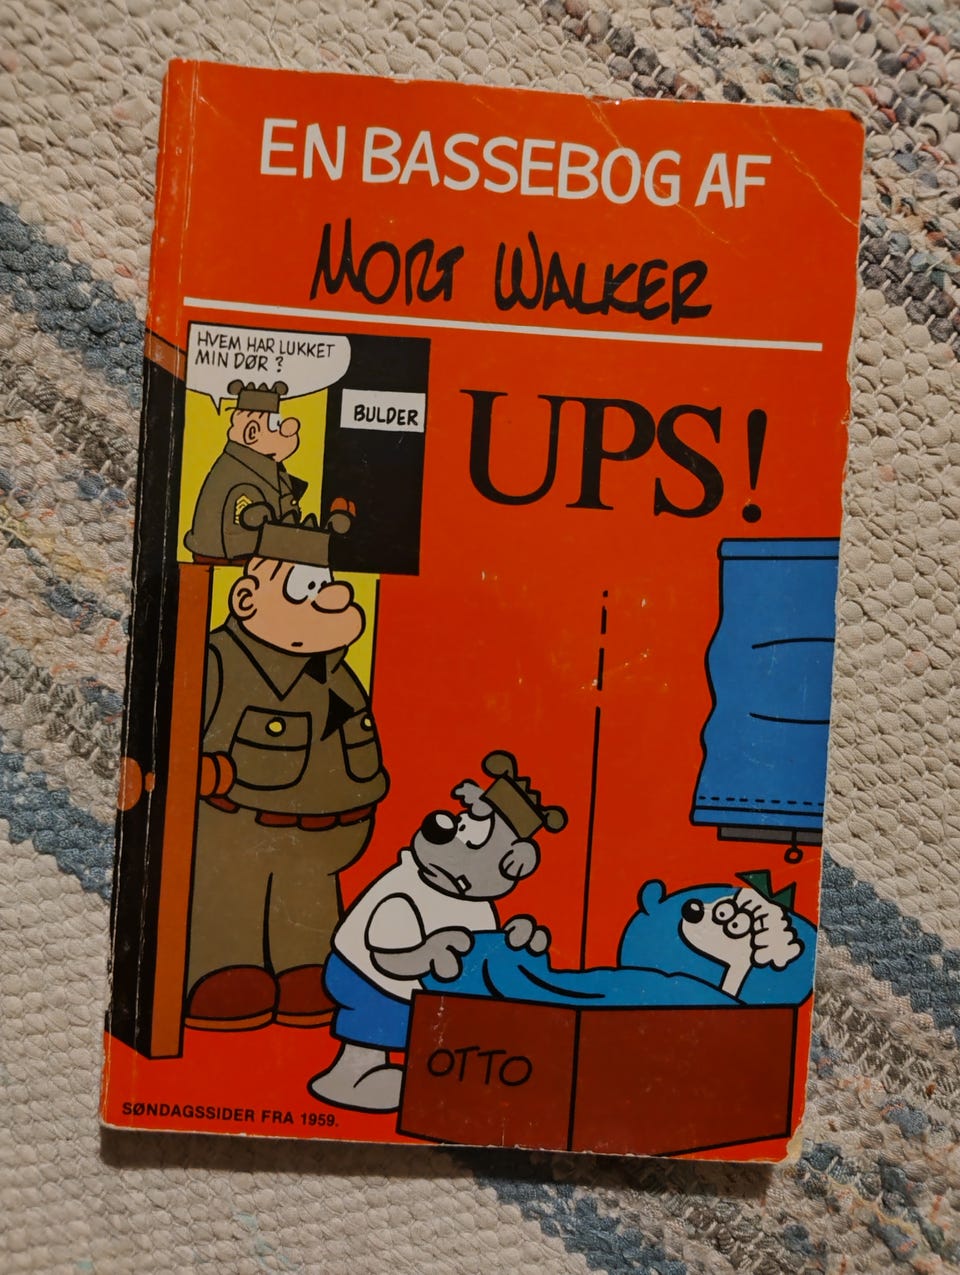 EN BASSEBOG AF
MORT WALKER
HVEM HAR LUKKET
MIN DØR?
BULDER
UPS!
OTTO
SØNDAGSSIDER FRA 1959.